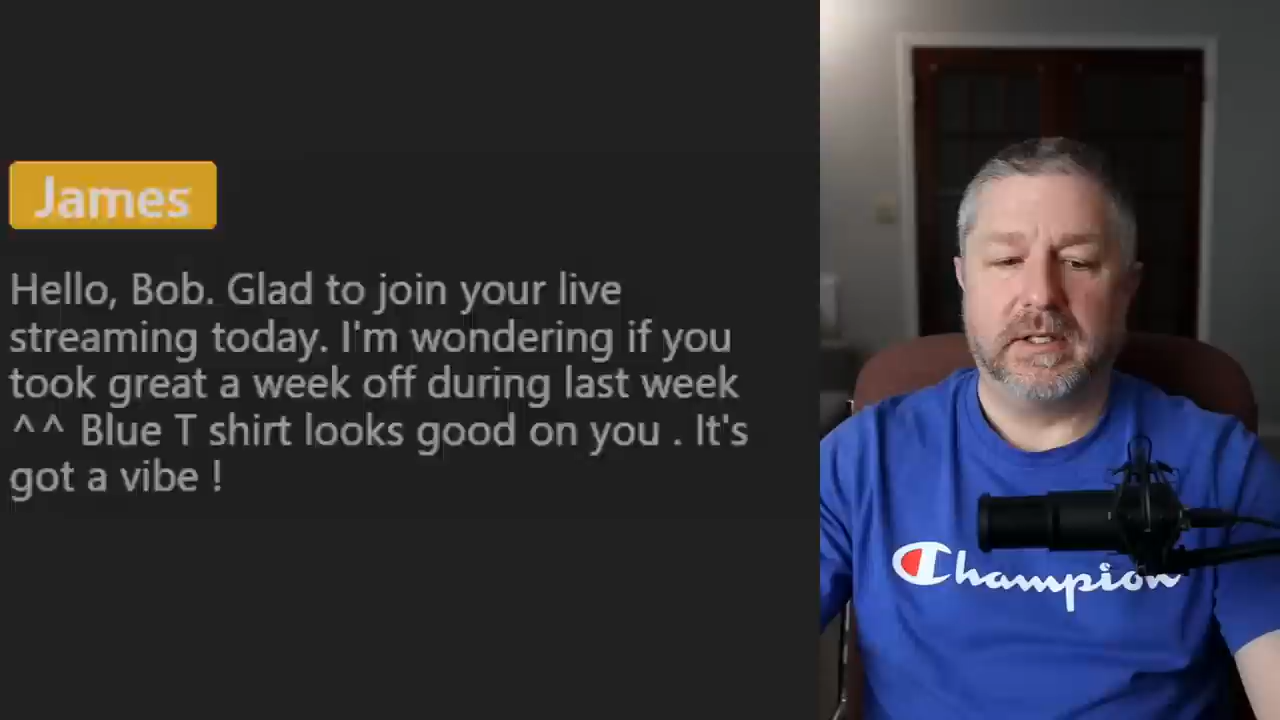 James
Hello, Bob. Glad to join your live
streaming today. I'm wondering if you
took great a week off during last week
^^ Blue T shirt looks good on you . It's
got a vibe !
Champion